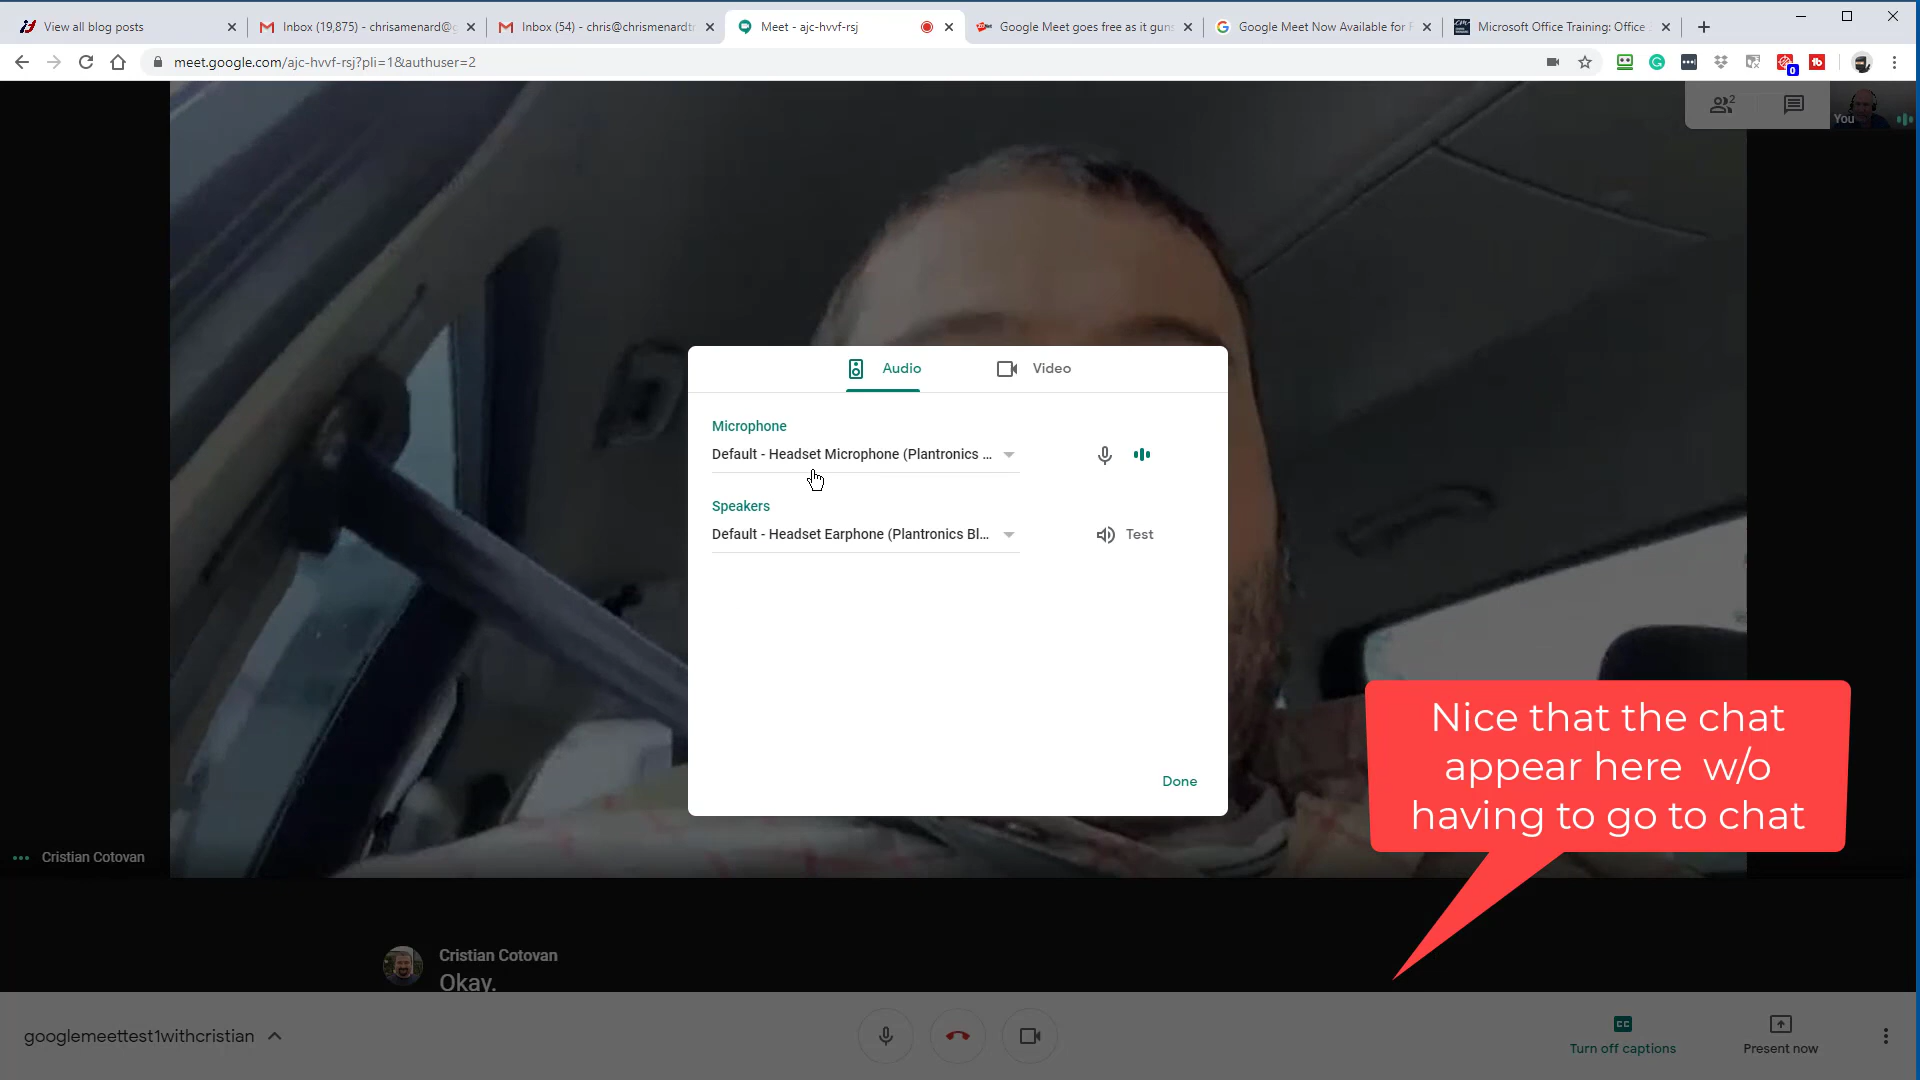 View all blog posts
Inbox (19,875) - chrisamenard@g
Inbox (54) - chris@chrismenardtr
Meet - ajc-hvvf-rsj
Google Meet goes free as it guns
Google Meet Now Available for F
Microsoft Office Training: Office
meet.google.com/ajc-hvvf-rsj?pli=1&authuser=2
0
2
You
Audio
Video
Microphone
Default - Headset Microphone (Plantronics ...
Speakers
Default - Headset Earphone (Plantronics Bl...
Test
Done
Nice that the chat
appear here w/o
having to go to chat
Cristian Cotovan
Cristian Cotovan
Okay.
googlemeettest1withcristian
CC
Turn off captions
Present now